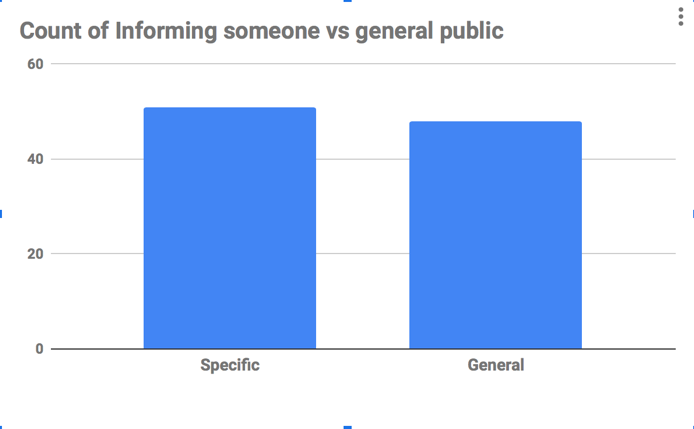 Count of Informing someone vs general public
60
40
20
0
Specific General